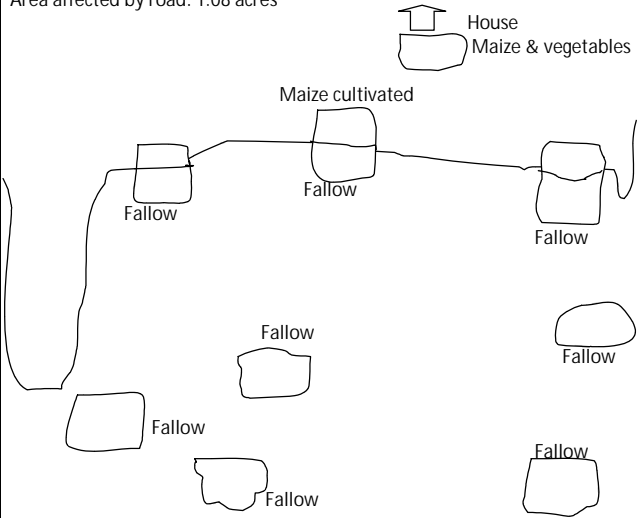 Area affected by road: 1.08 acres
House
Maize & vegetables
Maize cultivated
Fallow
Fallow
Fallow
Fallow
Fallow
Fallow
Fallow
Fallow